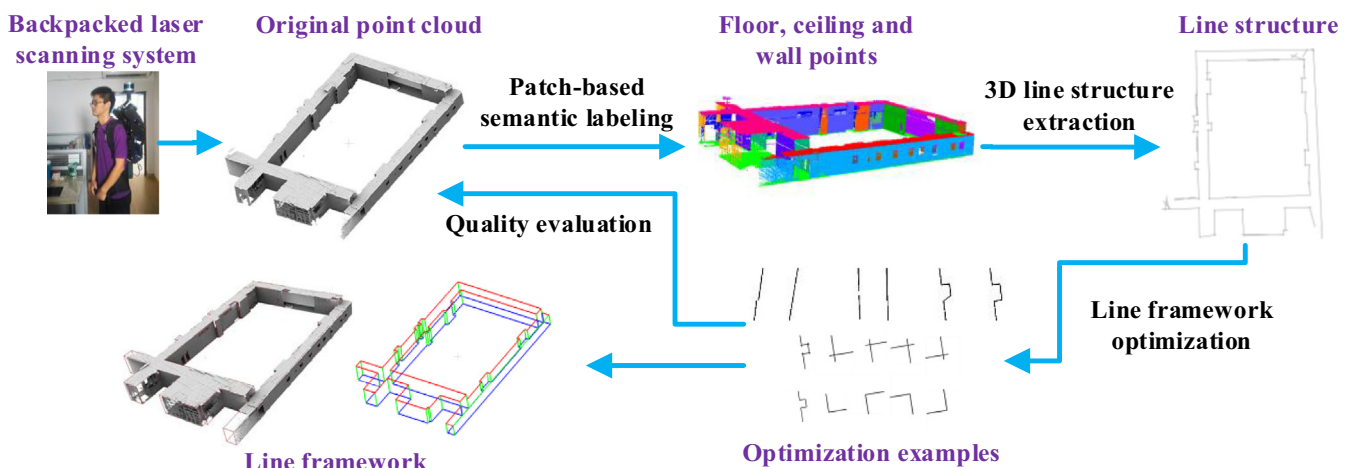 Backpacked laser
scanning system
Original point cloud
Floor, ceiling and
wall points
Line structure
Patch-based
semantic labeling
3D line structure
extraction
Quality evaluation
Line framework
optimization
Line framework
Optimization examples